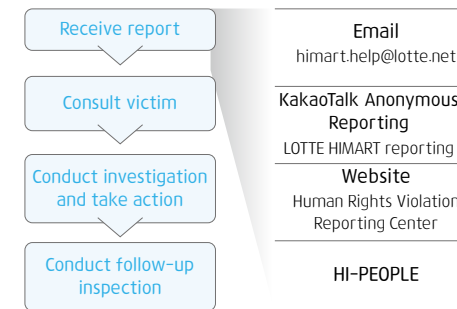 Receive report
Consult victim
Conduct investigation
and take action
Conduct follow-up
inspection
Email
himart.help@lotte.net
KakaoTalk Anonymous
Reporting
LOTTE HIMART reporting
Website
Human Rights Violation
Reporting Center
HI-PEOPLE